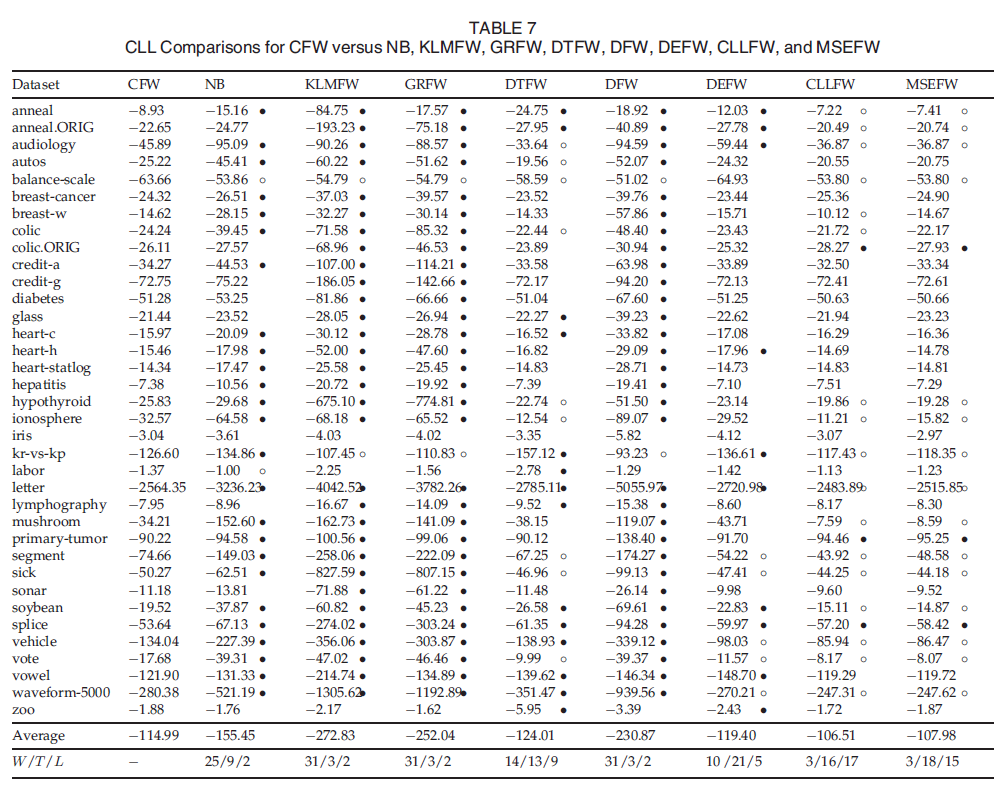 TABLE 7
CLL Comparisons for CFW versus NB, KLMFW, GRFW, DTFW, DFW, DEFW, CLLFW, and MSEFW
Dataset CFW NB KLMFW GRFW DTFW DFW DEFW CLLFW MSEFW
anneal −8.93 −15.16 • −84.75 • −17.57 • −24.75 • −18.92 • −12.03 • −7.22 ○ −7.41 ○
anneal.ORIG −22.65 −24.77 −193.23 • −75.18 • −27.95 • −40.89 • −27.78 • −20.49 ○ −20.74 ○
audiology −45.89 −95.09 • −90.26 • −88.57 • −33.64 ○ −94.59 • −59.44 • −36.87 ○ −36.87 ○
autos −25.22 −45.41 • −60.22 • −51.62 • −19.56 ○ −52.07 • −24.32 −20.55 −20.75
balance-scale −63.66 −53.86 ○ −54.79 ○ −54.79 ○ −58.59 ○ −51.02 ○ −64.93 −53.80 ○ −53.80 ○
breast-cancer −24.32 −26.51 • −37.03 • −39.57 • −23.52 −39.76 • −23.44 −25.36 −24.90
breast-w −14.62 −28.15 • −32.27 • −30.14 • −14.33 −57.86 • −15.71 −10.12 ○ −14.67
colic −24.24 −39.45 • −71.58 • −85.32 • −22.44 ○ −48.40 • −23.43 −21.72 ○ −22.17
colic.ORIG −26.11 −27.57 −68.96 • −46.53 • −23.89 −30.94 • −25.32 −28.27 • −27.93 •
credit-a −34.27 −44.53 • −107.00 • −114.21 • −33.58 −63.98 • −33.89 −32.50 −33.34
credit-g −72.75 −75.22 −186.05 • −142.66 • −72.17 −94.20 • −72.13 −72.41 −72.61
diabetes −51.28 −53.25 −81.86 • −66.66 • −51.04 −67.60 • −51.25 −50.63 −50.66
glass −21.44 −23.52 −28.05 • −26.94 • −22.27 • −39.23 • −22.62 −21.94 −23.23
heart-c −15.97 −20.09 • −30.12 • −28.78 • −16.52 • −33.82 • −17.08 −16.29 −16.36
heart-h −15.46 −17.98 • −52.00 • −47.60 • −16.82 −29.09 • −17.96 • −14.69 −14.78
heart-statlog −14.34 −17.47 • −25.58 • −25.45 • −14.83 −28.71 • −14.73 −14.83 −14.81
hepatitis −7.38 −10.56 • −20.72 • −19.92 • −7.39 −19.41 • −7.10 −7.51 −7.29
hypothyroid −25.83 −29.68 • −675.10 • −774.81 • −22.74 ○ −51.50 • −23.14 −19.86 ○ −19.28 ○
ionosphere −32.57 −64.58 • −68.18 • −65.52 • −12.54 ○ −89.07 • −29.52 −11.21 ○ −15.82 ○
iris −3.04 −3.61 −4.03 −4.02 −3.35 −5.82 −4.12 −3.07 −2.97
kr-vs-kp −126.60 −134.86 • −107.45 ○ −110.83 ○ −157.12 • −93.23 ○ −136.61 • −117.43 ○ −118.35 ○
labor −1.37 −1.00 ○ −2.25 −1.56 −2.78 • −1.29 −1.42 −1.13 −1.23
letter −2564.35 −3236.23 • −4042.52 • −3782.26 • −2785.11 • −5055.97 • −2720.98 • −2483.89 ○ −2515.85 ○
lymphography −7.95 −8.96 −16.67 • −14.09 • −9.52 • −15.38 • −8.60 −8.17 −8.30
mushroom −34.21 −152.60 • −162.73 • −141.09 • −38.15 −119.07 • −43.71 −7.59 ○ −8.59 ○
primary-tumor −90.22 −94.58 • −100.56 • −99.06 • −90.12 −138.40 • −91.70 −94.46 • −95.25 •
segment −74.66 −149.03 • −258.06 • −222.09 • −67.25 ○ −174.27 • −54.22 ○ −43.92 ○ −48.58 ○
sick −50.27 −62.51 • −827.59 • −807.15 • −46.96 ○ −99.13 • −47.41 ○ −44.25 ○ −44.18 ○
sonar −11.18 −13.81 −71.88 • −61.22 • −11.48 −26.14 • −9.98 −9.60 −9.52
soybean −19.52 −37.87 • −60.82 • −45.23 • −26.58 • −69.61 • −22.83 • −15.11 ○ −14.87 ○
splice −53.64 −67.13 • −274.02 • −303.24 • −61.35 • −94.28 • −59.97 • −57.20 • −58.42 •
vehicle −134.04 −227.39 • −356.06 • −303.87 • −138.93 • −339.12 • −98.03 ○ −85.94 ○ −86.47 ○
vote −17.68 −39.31 • −47.02 • −46.46 • −9.99 ○ −39.37 • −11.57 ○ −8.17 ○ −8.07 ○
vowel −121.90 −131.33 • −214.74 • −134.89 • −139.62 • −146.34 • −148.70 • −119.29 −119.72
waveform-5000 −280.38 −521.19 • −1305.62 • −1192.89 • −351.47 • −939.56 • −270.21 ○ −247.31 ○ −247.62 ○
zoo −1.88 −1.76 −2.17 −1.62 −5.95 • −3.39 −2.43 • −1.72 −1.87
Average −114.99 −155.45 −272.83 −252.04 −124.01 −230.87 −119.40 −106.51 −107.98
W/T/L − 25/9/2 31/3/2 31/3/2 14/13/9 31/3/2 10/21/5 3/16/17 3/18/15